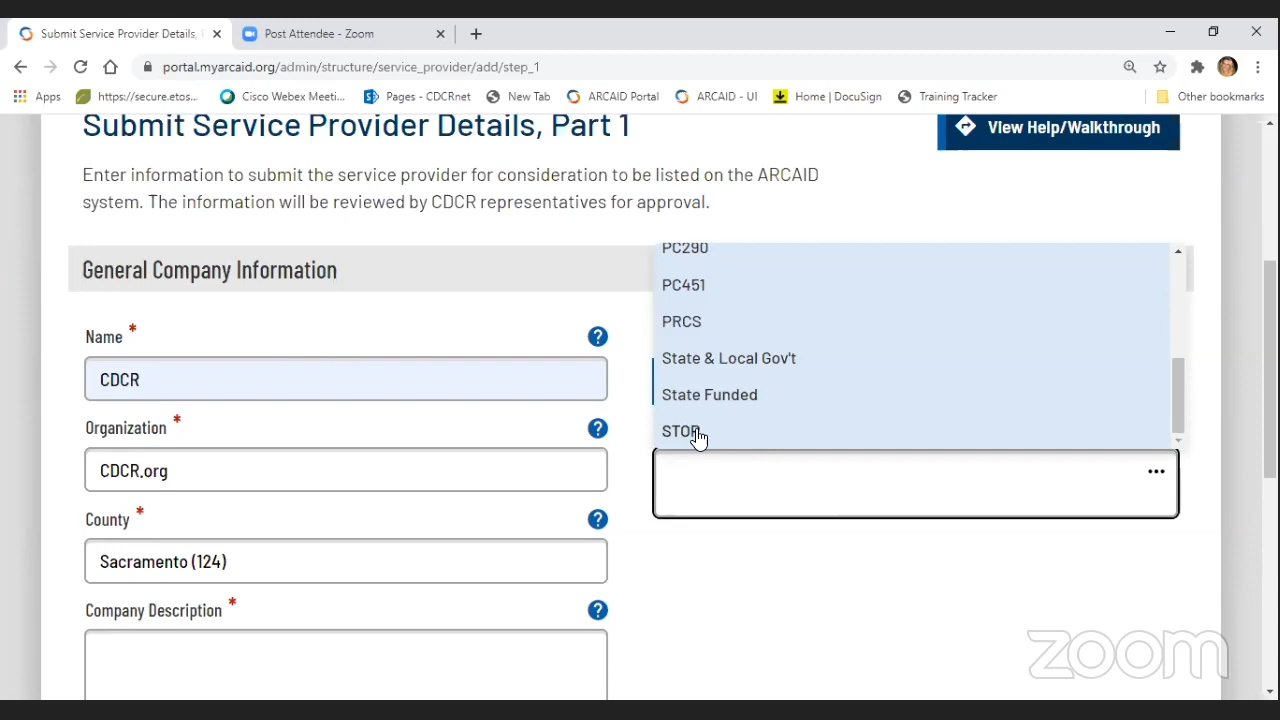 Submit Service Provider Details,
Post Attendee - Zoom
portal.myarcaid.org/admin/structure/service_provider/add/step_1
Apps
https://secure.etos...
Cisco Webex Meeti...
Pages - CDCRnet
New Tab
ARCAID Portal
ARCAID - UI
Home | DocuSign
Training Tracker
Other bookmarks
Submit Service Provider Details, Part 1
View Help/Walkthrough
Enter information to submit the service provider for consideration to be listed on the ARCAID
system. The information will be reviewed by CDCR representatives for approval.
General Company Information
Name *
CDCR
Organization *
CDCR.org
County *
Sacramento (124)
Company Description *
PC290
PC451
PRCS
State & Local Gov't
State Funded
STOP
zoom